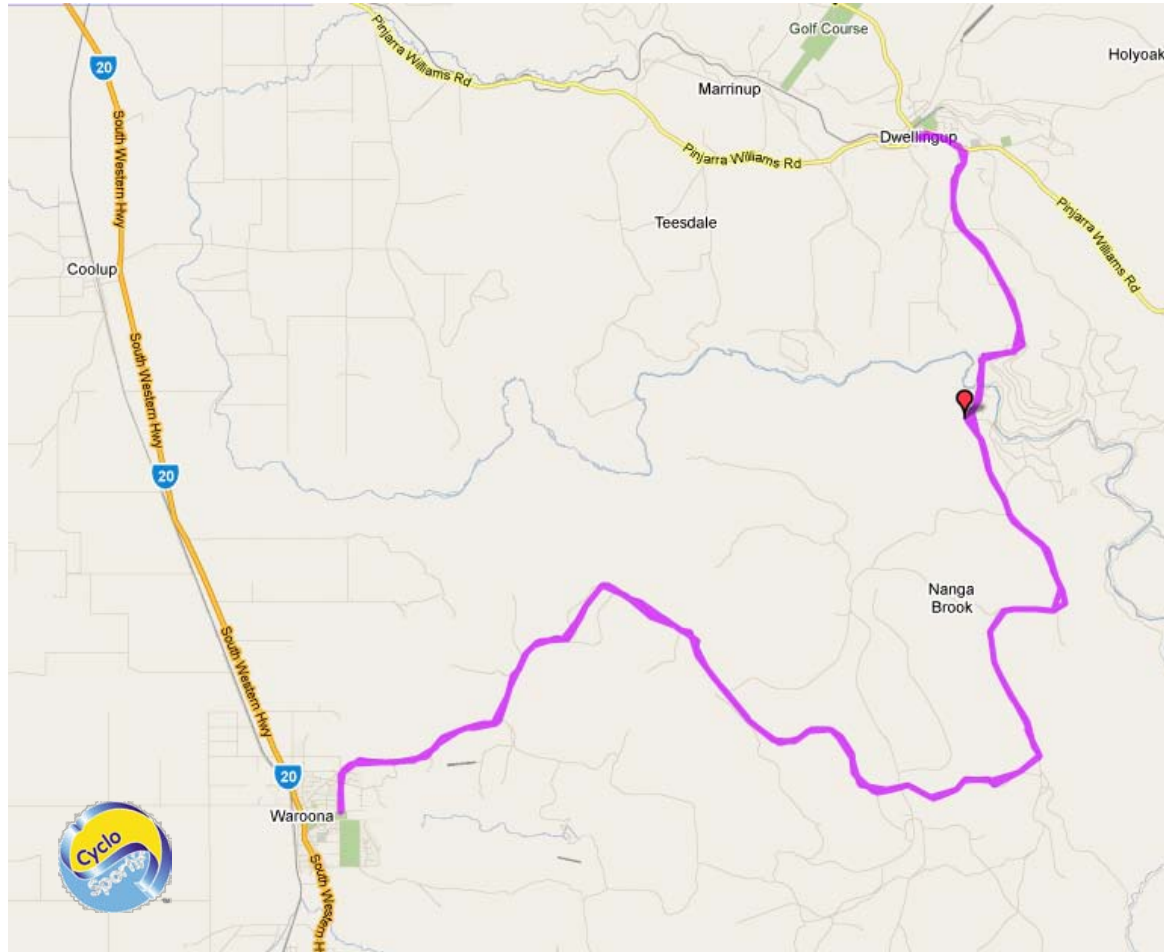 Golf Course
Holyoak
20
Marrinup
Pinjarra Williams Rd
South Western Hwy
Dwellingup
Pinjarra Williams Rd
Pinjarra Williams Rd
Teesdale
Coolup
South Western Hwy
20
Nanga
Brook
South Western Hwy
20
Waroona
South Western H
Cyclo
Sportif